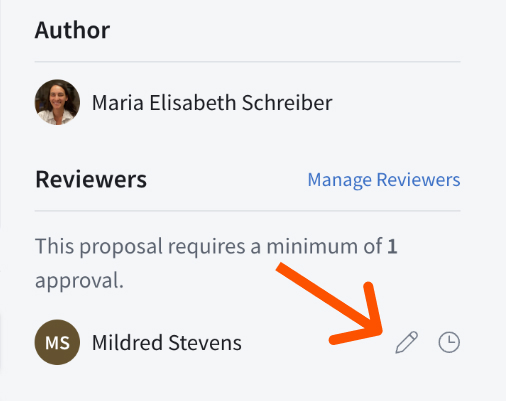 Author
Maria Elisabeth Schreiber
Reviewers Manage Reviewers
This proposal requires a minimum of 1
approval.
MS Mildred Stevens